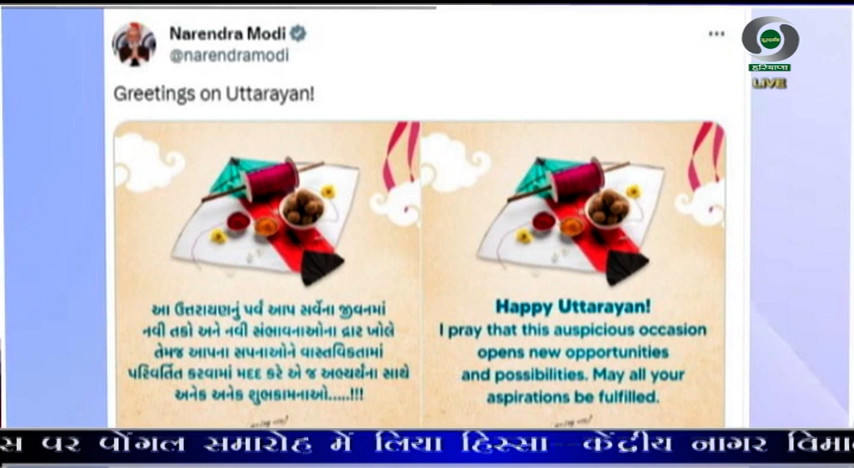 Narendra Modi
@narendramodi
Greetings on Uttarayan!
दूरदर्शन
हरियाणा
LIVE
આ ઉત્તરાયણનું પર્વ આપ સર્વેના જીવનમાં
નવી તકો અને નવી સંભાવનાઓના દ્વાર ખોલે
તેમજ આપના સપનાઓને વાસ્તવિકતામાં
પરિવર્તિત કરવામાં મદદ કરે એ જ અભ્યર્થના સાથે
અનેક અનેક શુભકામનાઓ.....!!!
Happy Uttarayan!
I pray that this auspicious occasion
opens new opportunities
and possibilities. May all your
aspirations be fulfilled.
स पर पोंगल समारोह में लिया हिस्सा केंद्रीय नागर विमा